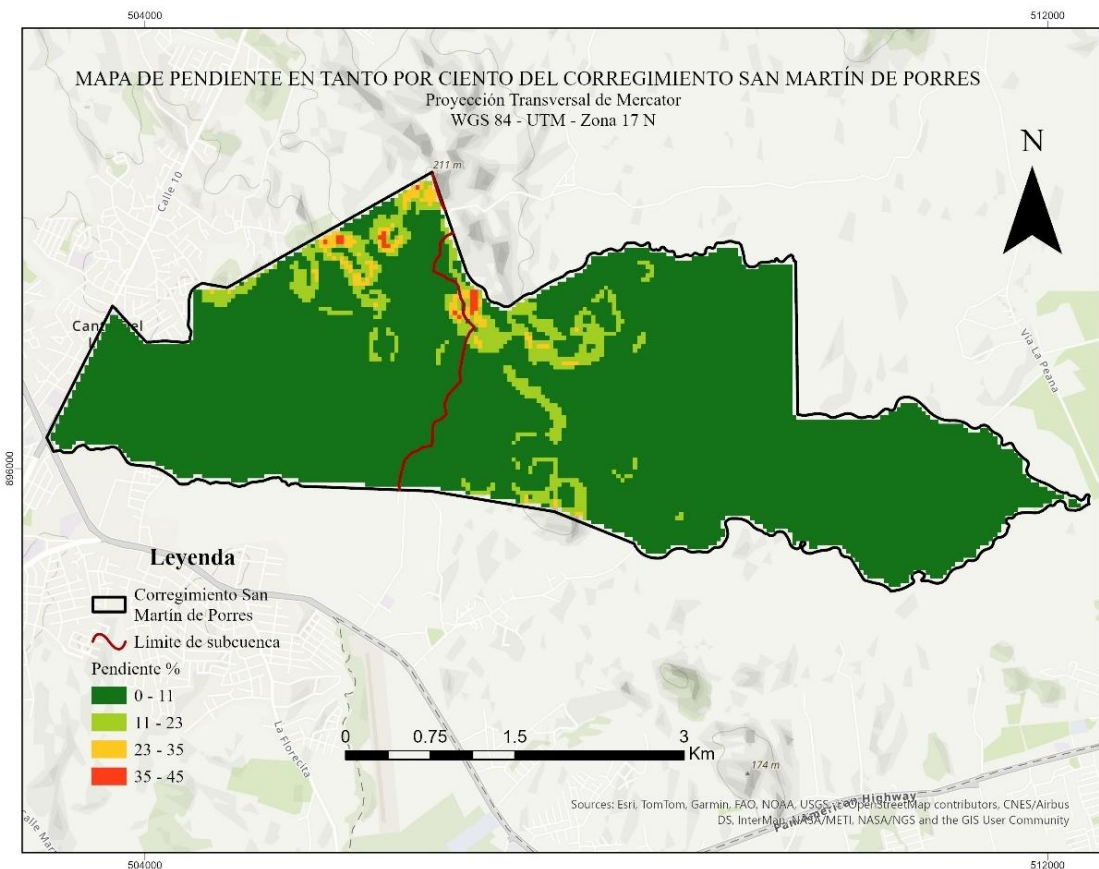 504000
512000
MAPA DE PENDIENTE EN TANTO POR CIENTO DEL CORREGIMIENTO SAN MARTÍN DE PORRES
Proyección Transversal de Mercator
WGS 84 - UTM - Zona 17 N
N
211 m
Calle 10
Via La Peana
896000
Leyenda
Corregimiento San
Martín de Porres
Límite de subcuenca
Pendiente %
0 - 11
11 - 23
23 - 35
35 - 45
La Florecita
0 0.75 1.5 3
Km
174 m
Panamerican Highway
Sources: Esri, TomTom, Garmin, FAO, NOAA, USGS, © OpenStreetMap contributors, CNES/Airbus
DS, InterMap, NASA/METI, NASA/NGS and the GIS User Community
504000
512000